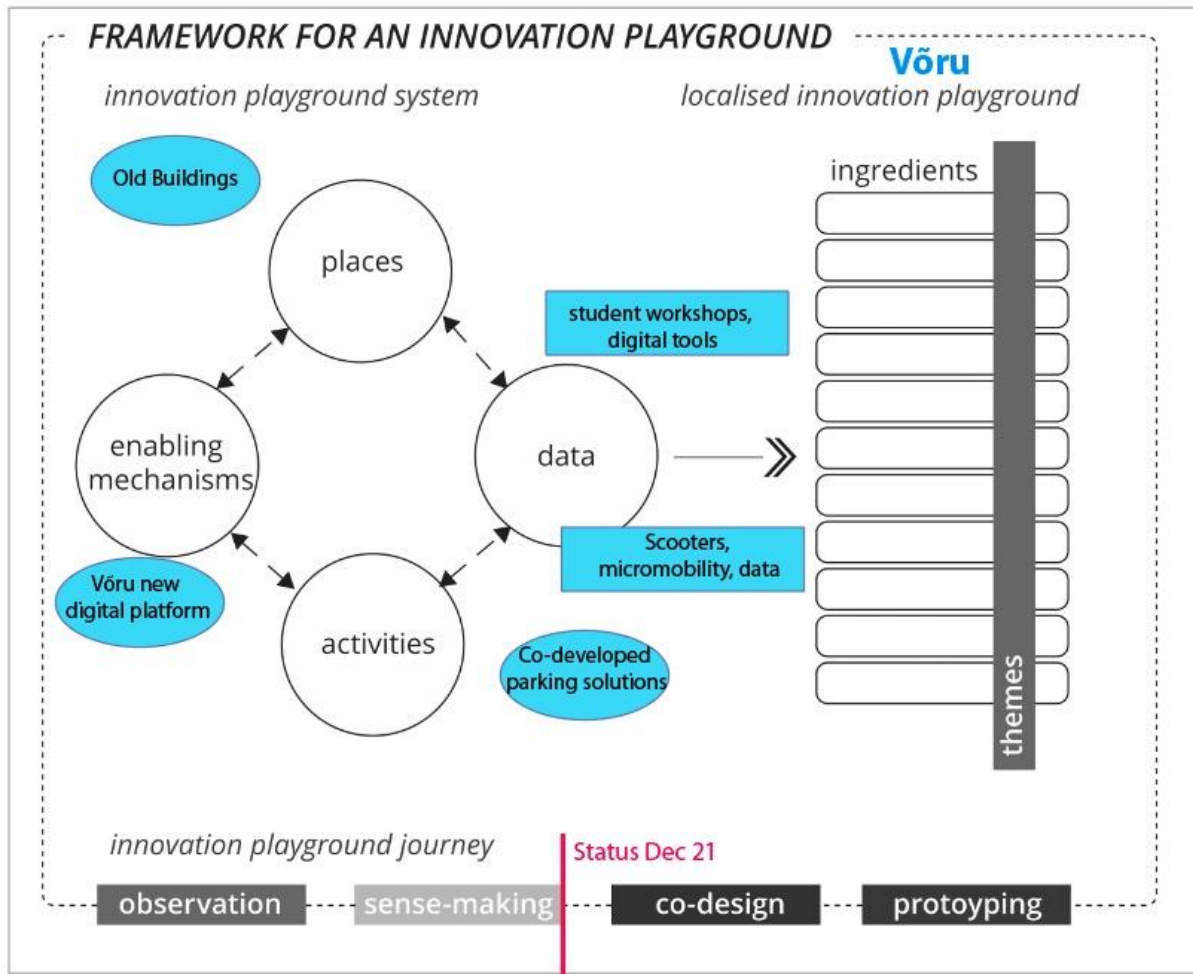 FRAMEWORK FOR AN INNOVATION PLAYGROUND
Võru
innovation playground system
localised innovation playground
Old Buildings
ingredients
places
student workshops,
digital tools
enabling
mechanisms
data
Scooters,
micromobility, data
Võru new
digital platform
activities
Co-developed
parking solutions
themes
innovation playground journey
Status Dec 21
observation
sense-making
co-design
protoyping